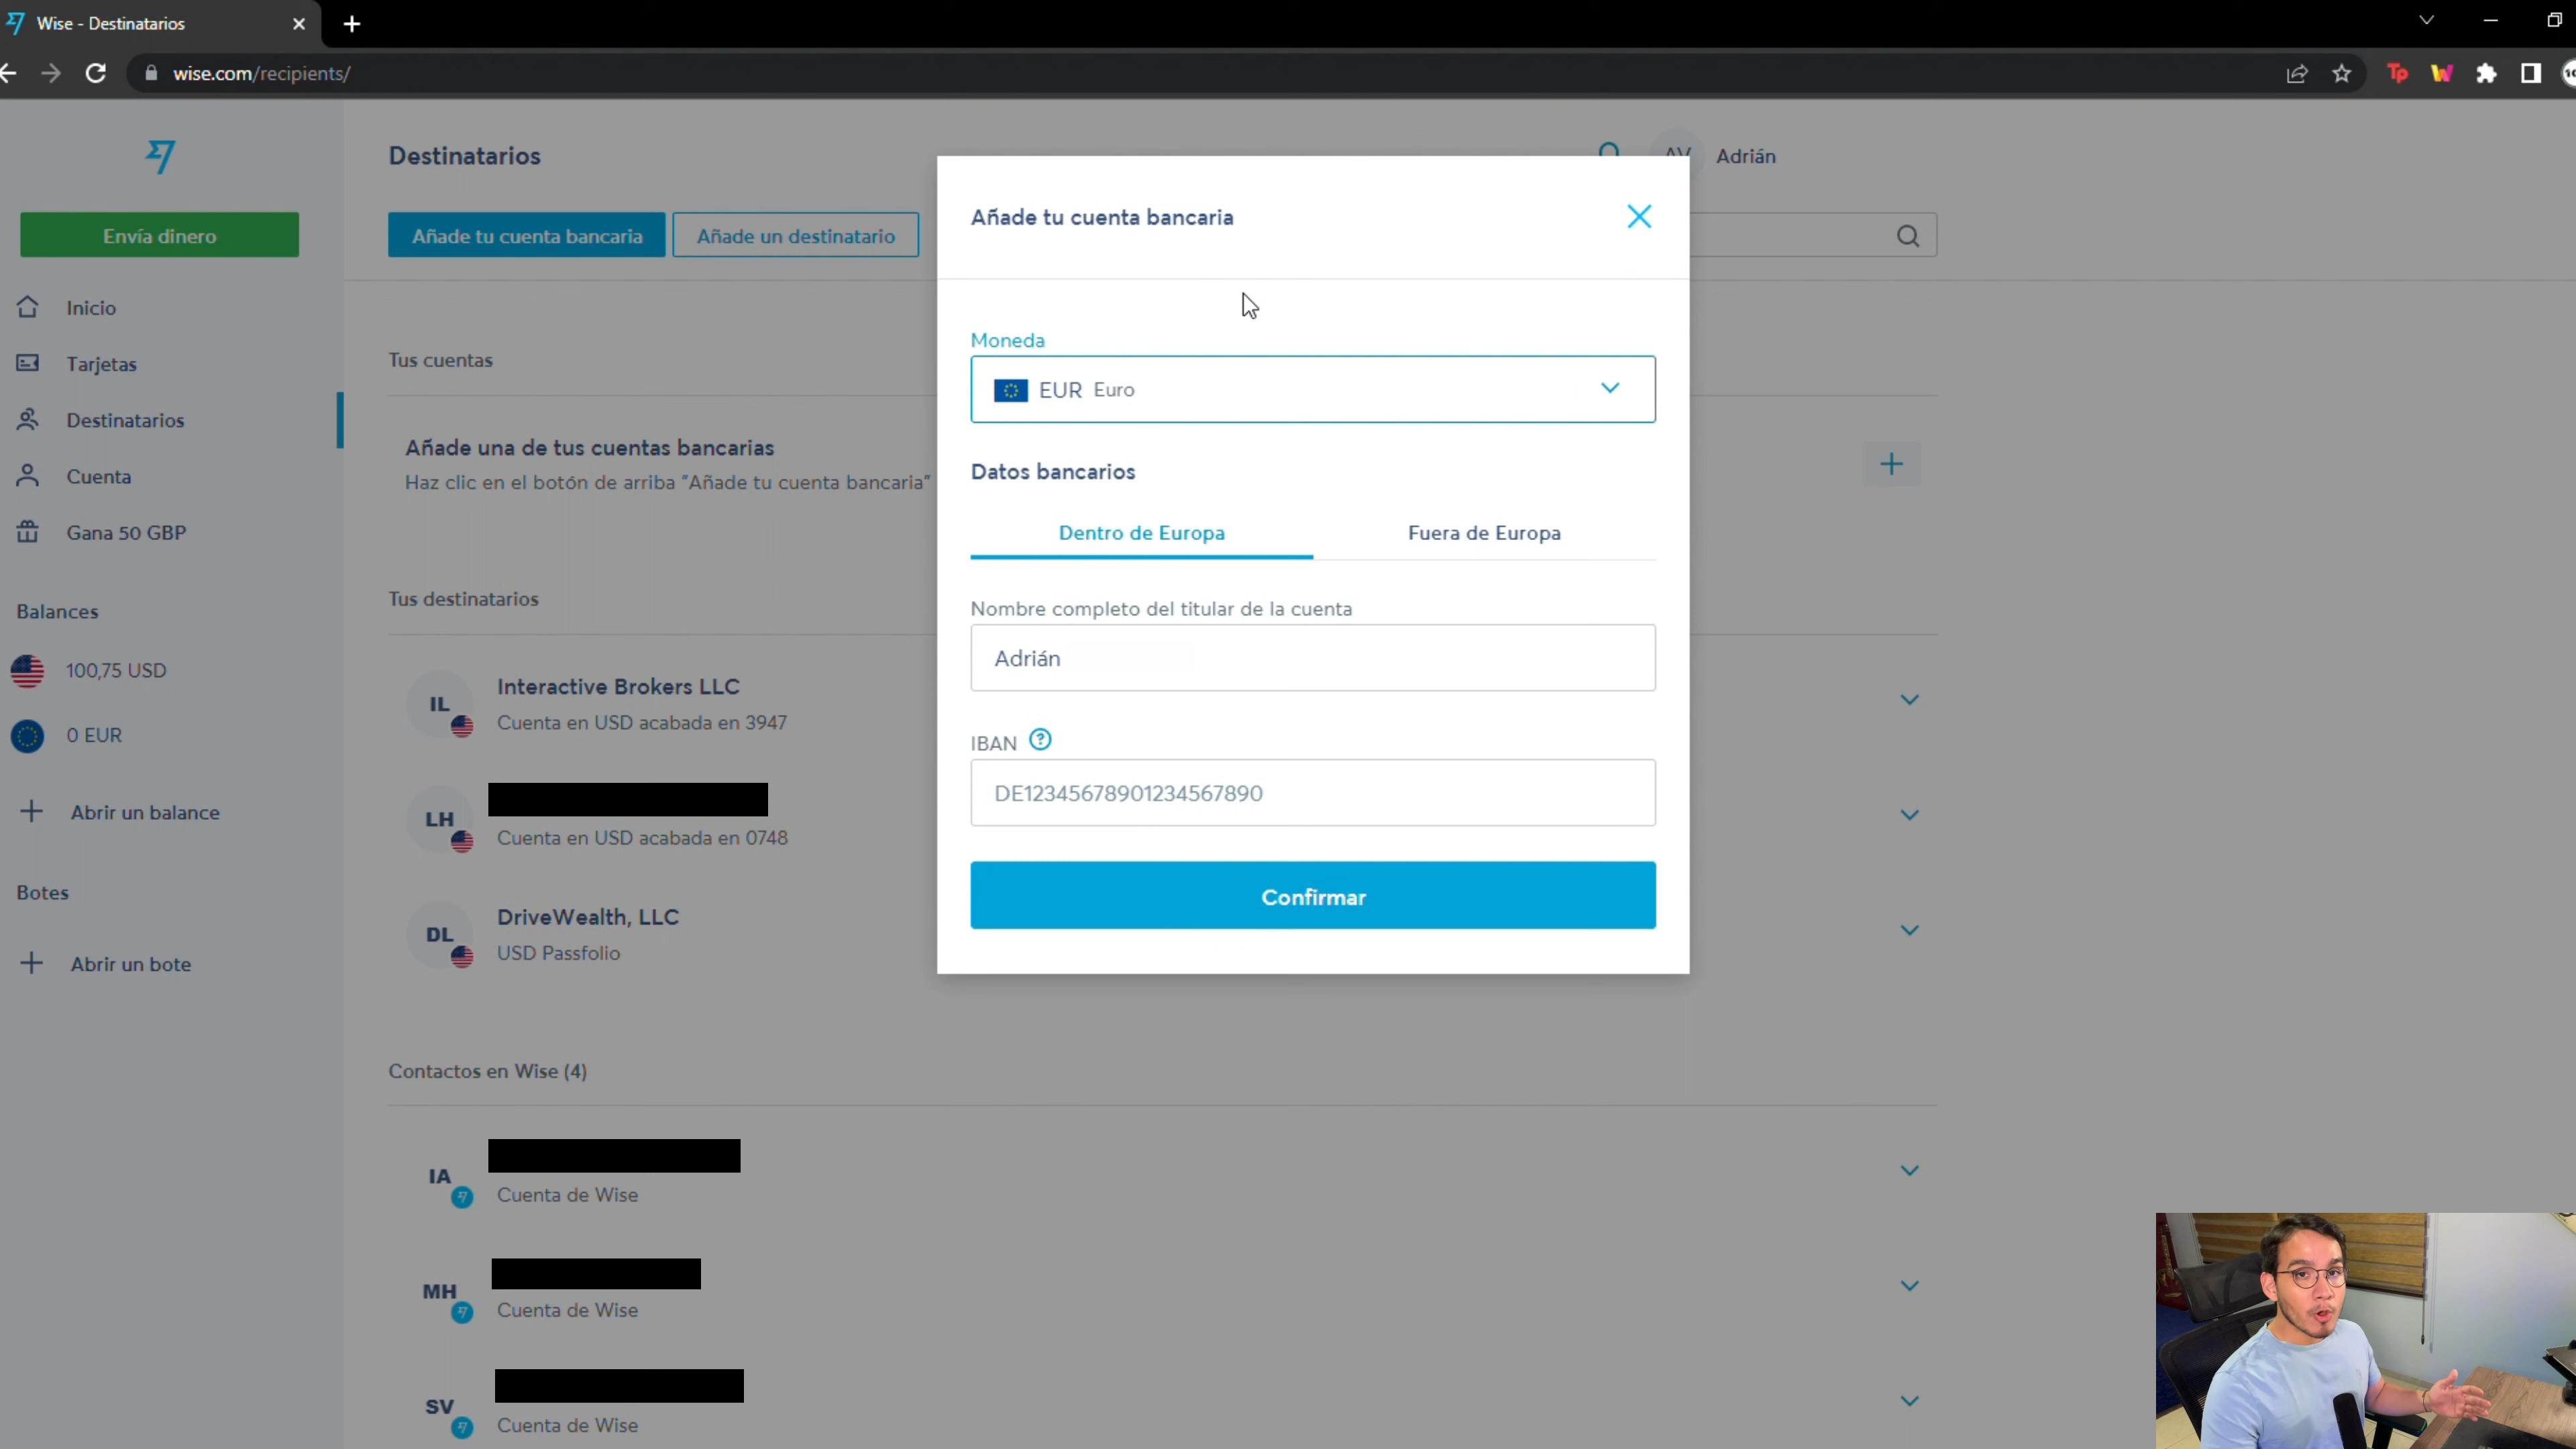 Wise - Destinatarios
wise.com/recipients/
Envía dinero
Inicio
Tarjetas
Destinatarios
Cuenta
Gana 50 GBP
Balances
100,75 USD
0 EUR
Abrir un balance
Botes
Abrir un bote
Destinatarios
Adrián
Añade tu cuenta bancaria
Añade un destinatario
Tus cuentas
Añade una de tus cuentas bancarias
Haz clic en el botón de arriba "Añade tu cuenta bancaria"
Tus destinatarios
IL
Interactive Brokers LLC
Cuenta en USD acabada en 3947
LH
Cuenta en USD acabada en 0748
DL
DriveWealth, LLC
USD Passfolio
Contactos en Wise (4)
IA
Cuenta de Wise
MH
Cuenta de Wise
SV
Cuenta de Wise
Añade tu cuenta bancaria
Moneda
EUR Euro
Datos bancarios
Dentro de Europa
Fuera de Europa
Nombre completo del titular de la cuenta
Adrián
IBAN
DE12345678901234567890
Confirmar